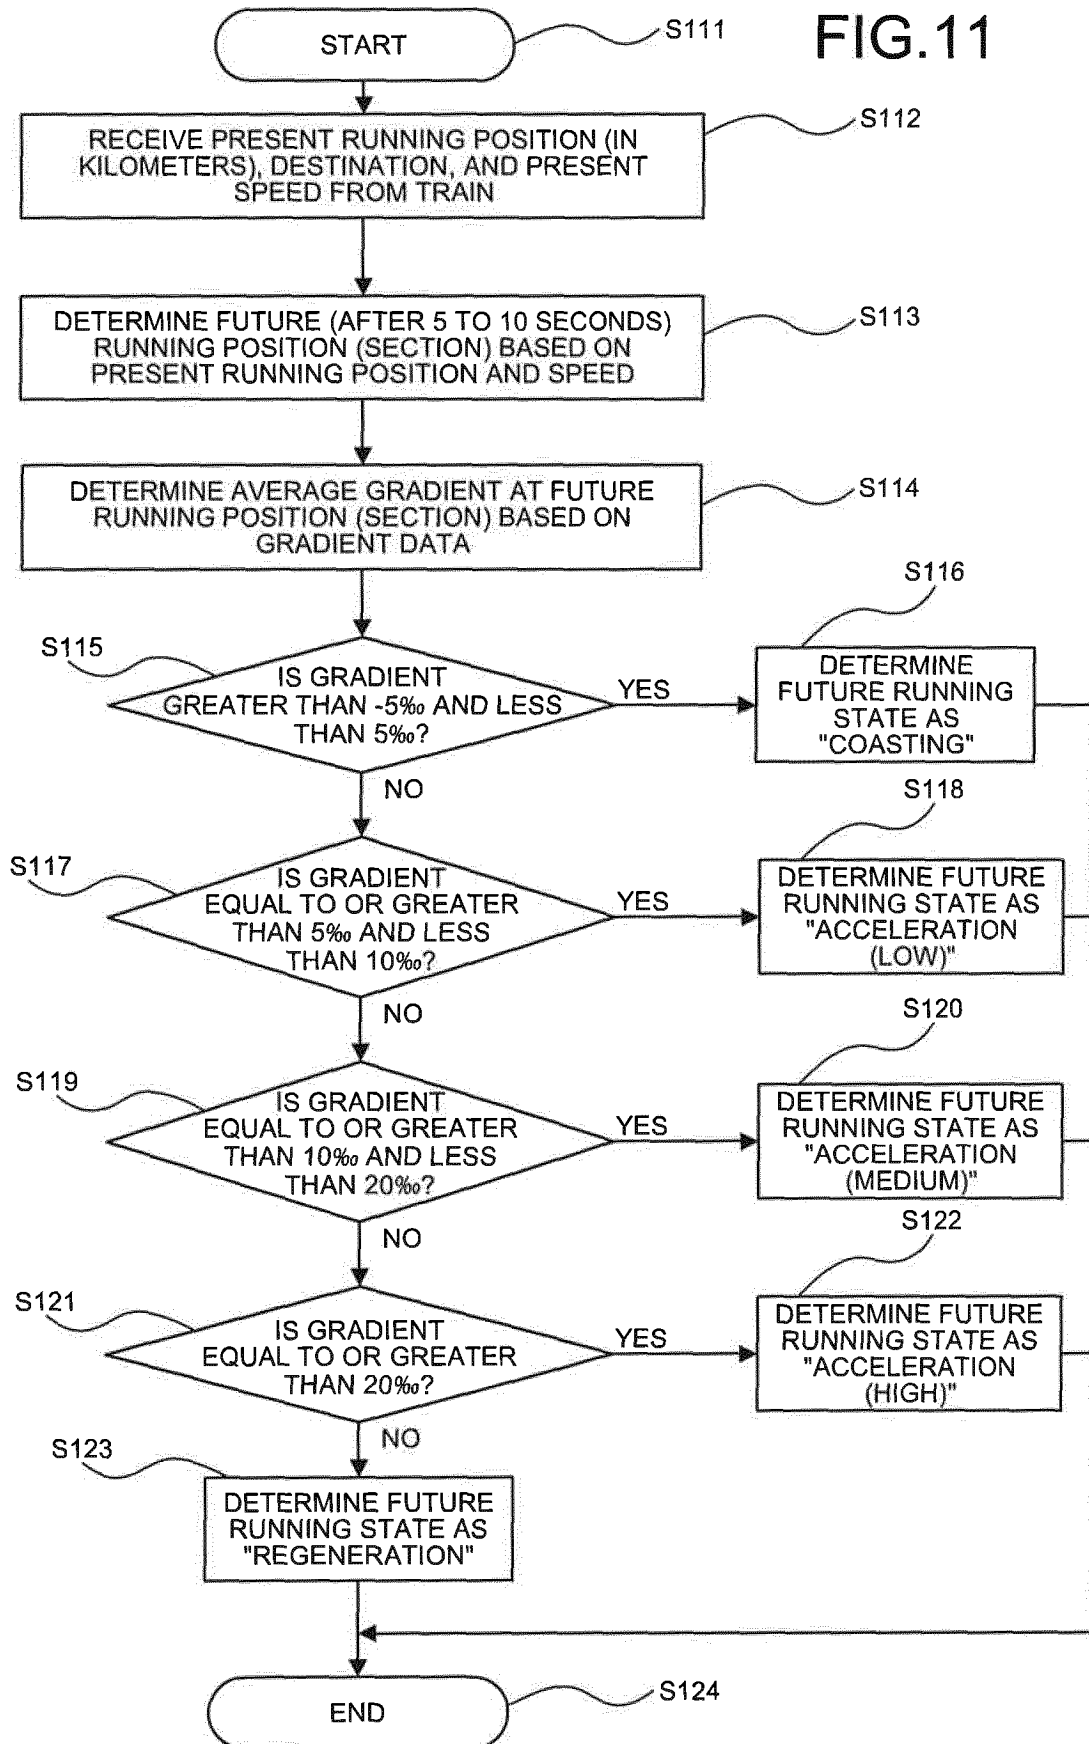 FIG.11
START
S111
RECEIVE PRESENT RUNNING POSITION (IN
KILOMETERS), DESTINATION, AND PRESENT
SPEED FROM TRAIN
S112
DETERMINE FUTURE (AFTER 5 TO 10 SECONDS)
RUNNING POSITION (SECTION) BASED ON
PRESENT RUNNING POSITION AND SPEED
S113
DETERMINE AVERAGE GRADIENT AT FUTURE
RUNNING POSITION (SECTION) BASED ON
GRADIENT DATA
S114
S115
IS GRADIENT
GREATER THAN -5‰ AND LESS
THAN 5‰?
YES
NO
S116
DETERMINE
FUTURE RUNNING
STATE AS
"COASTING"
S117
IS GRADIENT
EQUAL TO OR GREATER
THAN 5‰ AND LESS
THAN 10‰?
YES
NO
S118
DETERMINE FUTURE
RUNNING STATE AS
"ACCELERATION
(LOW)"
S119
IS GRADIENT
EQUAL TO OR GREATER
THAN 10‰ AND LESS
THAN 20‰?
YES
NO
S120
DETERMINE FUTURE
RUNNING STATE AS
"ACCELERATION
(MEDIUM)"
S121
IS GRADIENT
EQUAL TO OR GREATER
THAN 20‰?
YES
NO
S122
DETERMINE FUTURE
RUNNING STATE AS
"ACCELERATION
(HIGH)"
S123
DETERMINE FUTURE
RUNNING STATE AS
"REGENERATION"
END
S124